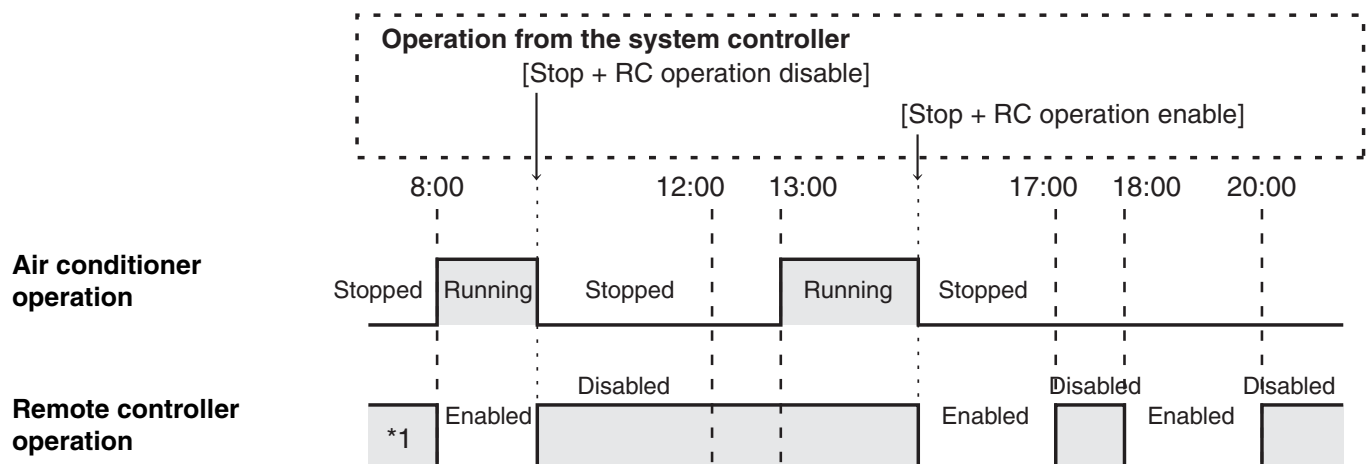 Operation from the system controller
[Stop + RC operation disable]
[Stop + RC operation enable]
8:00 12:00 13:00 17:00 18:00 20:00
Air conditioner
operation
Stopped Running Stopped Running Stopped
Remote controller
operation
*1 Enabled Disabled Enabled Disabled Enabled Disabled